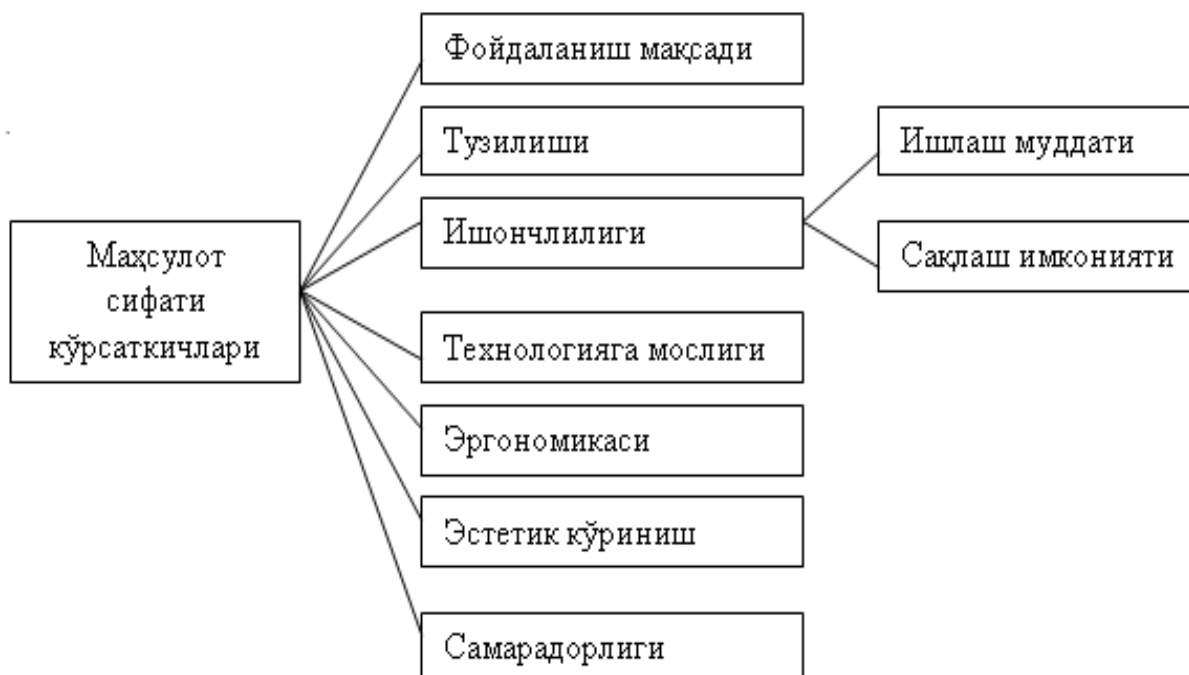 Маҳсулот
сифати
кўрсаткичлари
Фойдаланиш мақсади
Тузилиши
Ишончлилиги
Технологияга мослиги
Эргономикаси
Эстетик кўриниш
Самарадорлиги
Ишлаш муддати
Сақлаш имконияти